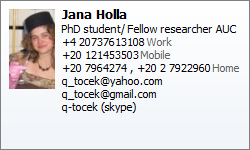 Jana Holla
PhD student/ Fellow researcher AUC
+4 20737613108 Work
+20 121453503 Mobile
+20 7964274 , +20 2 7922960 Home
q_tocek@yahoo.com
q_tocek@gmail.com
q-tocek (skype)